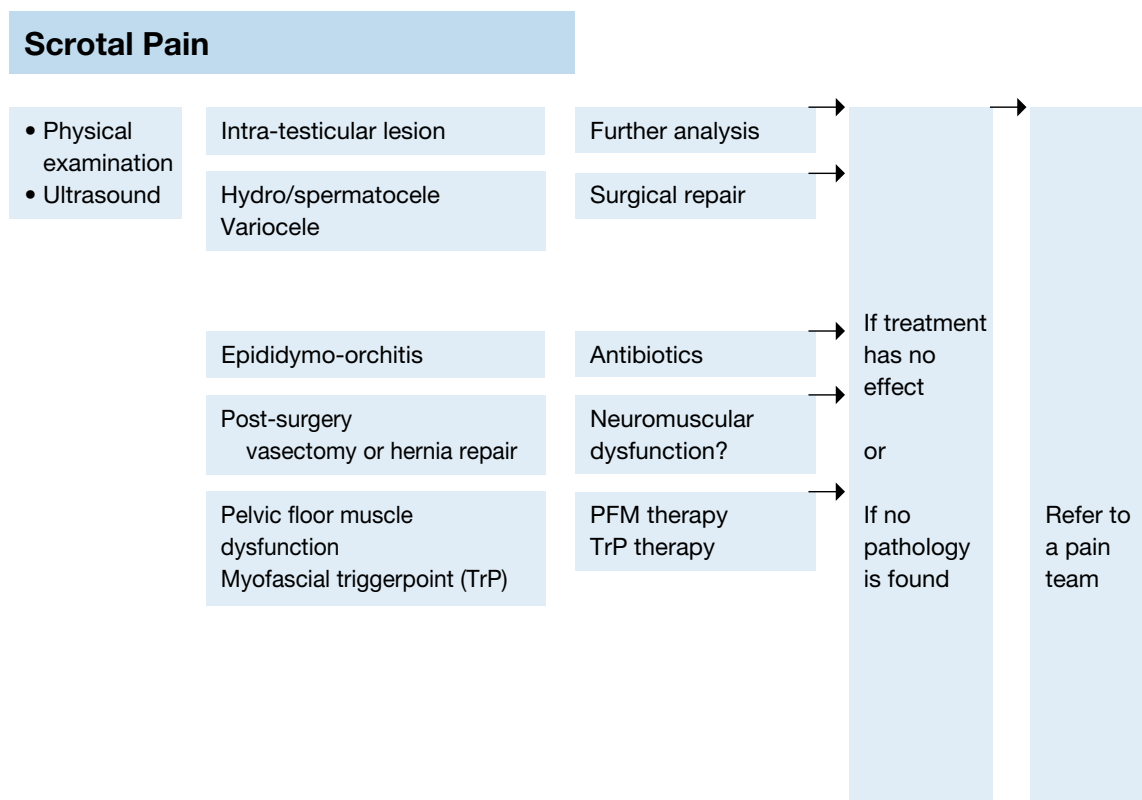 Scrotal Pain
• Physical
examination
• Ultrasound
Intra-testicular lesion
Further analysis
Hydro/spermatocele
Variocele
Surgical repair
Epididymo-orchitis
Antibiotics
Post-surgery
vasectomy or hernia repair
Neuromuscular
dysfunction?
Pelvic floor muscle
dysfunction
Myofascial triggerpoint (TrP)
PFM therapy
TrP therapy
If treatment
has no
effect
or
If no
pathology
is found
Refer to
a pain
team